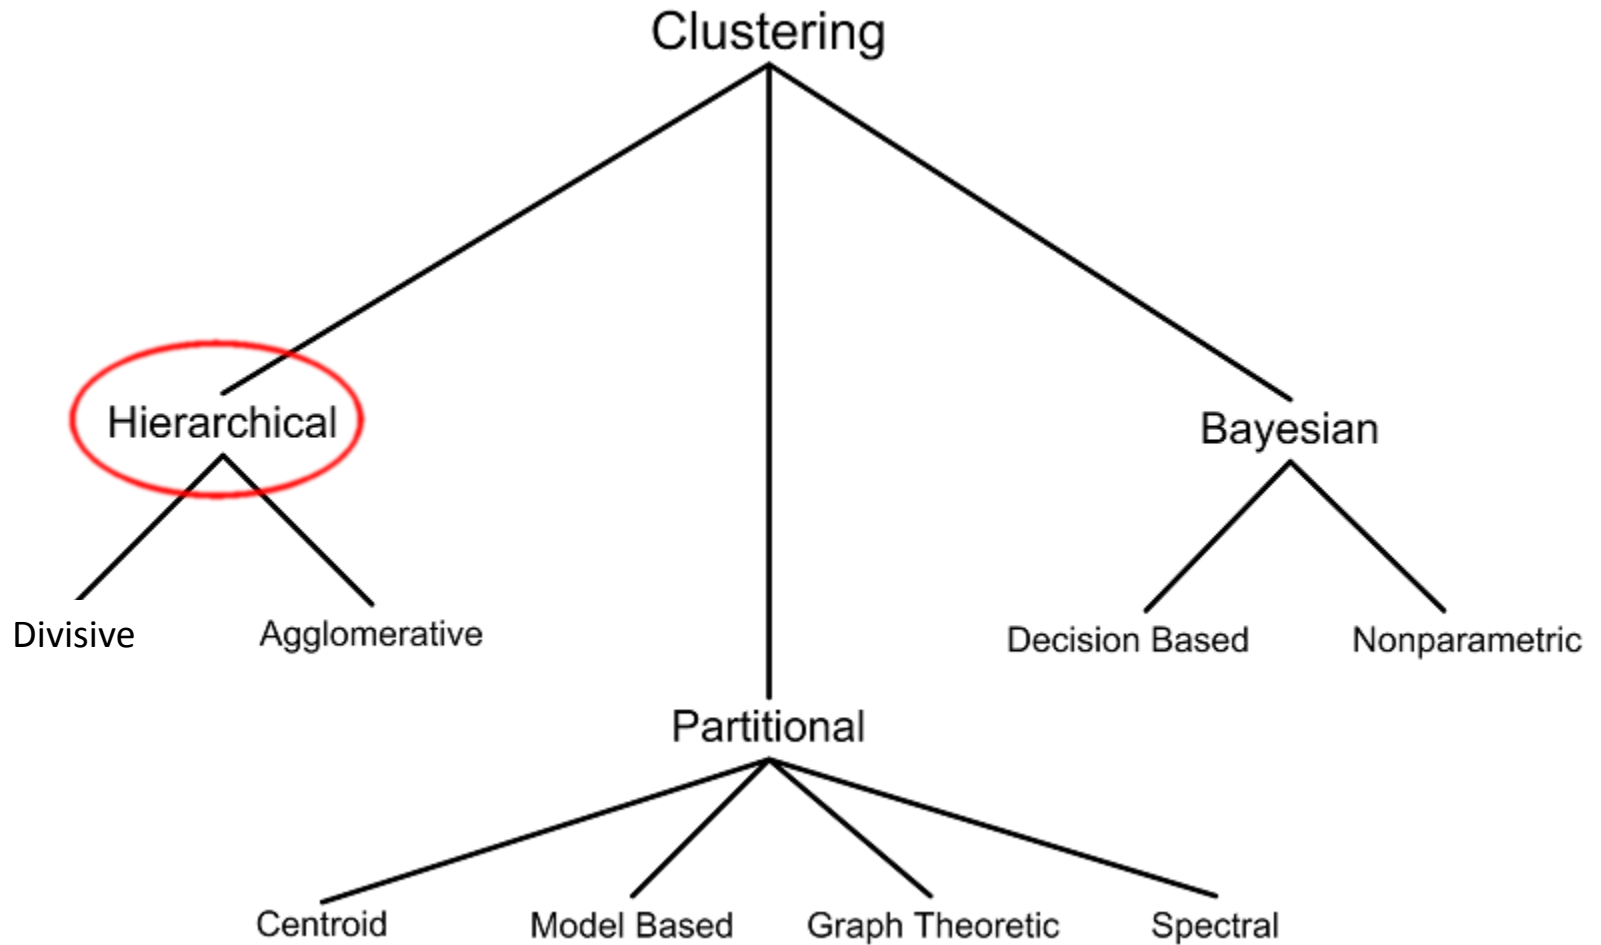 Clustering
Hierarchical
Bayesian
Divisive
Agglomerative
Decision Based
Nonparametric
Partitional
Centroid
Model Based
Graph Theoretic
Spectral